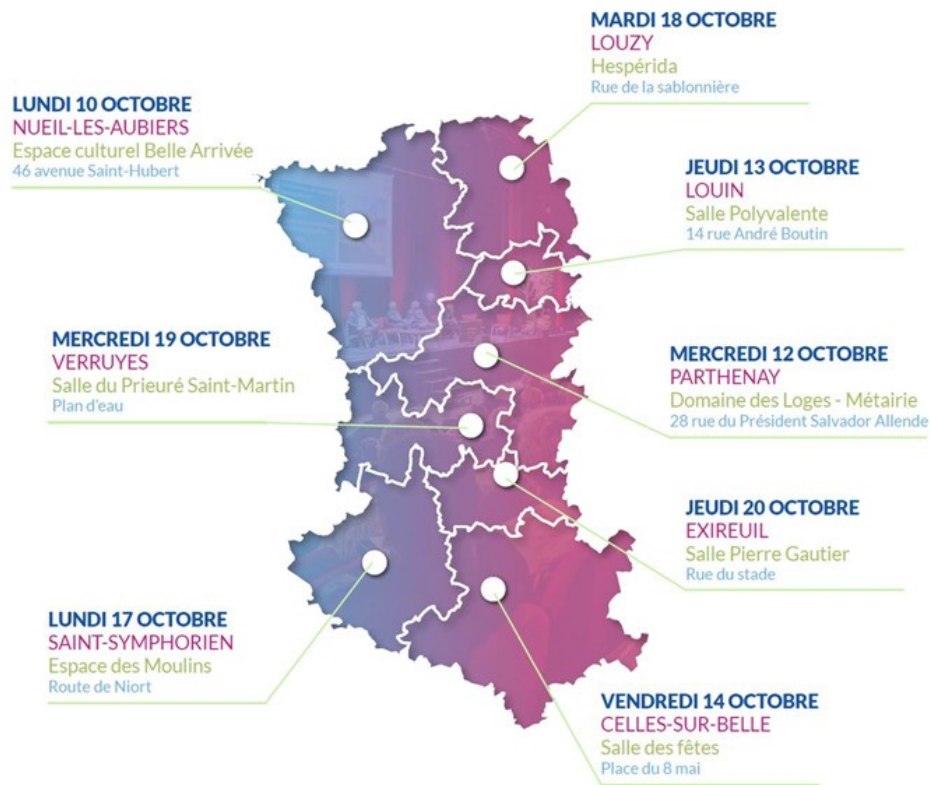 MARDI 18 OCTOBRE
LOUZY
Hespérida
Rue de la sablonnière
LUNDI 10 OCTOBRE
NUEIL-LES-AUBIERS
Espace culturel Belle Arrivée
46 avenue Saint-Hubert
JEUDI 13 OCTOBRE
LOUIN
Salle Polyvalente
14 rue André Boutin
MERCREDI 19 OCTOBRE
VERRUYES
Salle du Prieuré Saint-Martin
Plan d'eau
MERCREDI 12 OCTOBRE
PARTHENAY
Domaine des Loges - Métairie
28 rue du Président Salvador Allende
JEUDI 20 OCTOBRE
EXIREUIL
Salle Pierre Gautier
Rue du stade
LUNDI 17 OCTOBRE
SAINT-SYMPHORIEN
Espace des Moulins
Route de Niort
VENDREDI 14 OCTOBRE
CELLES-SUR-BELLE
Salle des fêtes
Place du 8 mai